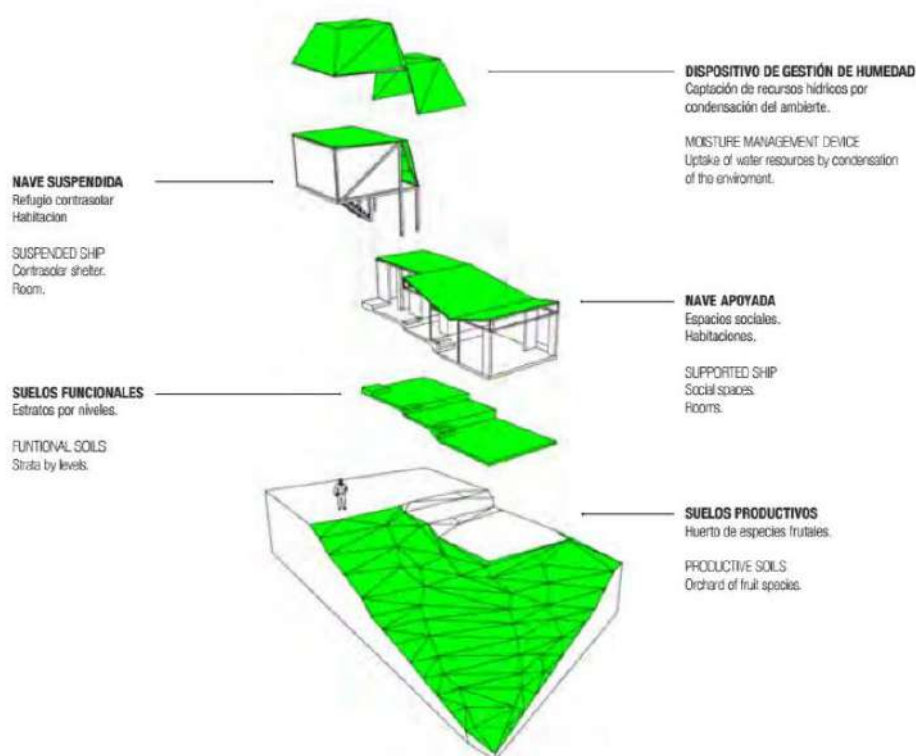 DISPOSITIVO DE GESTIÓN DE HUMEDAD
Captación de recursos hídricos por
condensación del ambierte.
MOISTURE MANAGEMENT DEVICE
Uptake of water resources by condensation
of the enviroment.
NAVE SUSPENDIDA
Refugio contrasolar
Habitacion
SUSPENDED SHIP
Contrasolar shelter.
Room.
NAVE APOYADA
Espacios sociales.
Habitaciones.
SUPPORTED SHIP
Social spaces.
Rooms.
SUELOS FUNCIONALES
Estratos por niveles.
FUNTIONAL SOILS
Strata by levels.
SUELOS PRODUCTIVOS
Huerto de especies frutales.
PRODUCTIVE SOILS
Orchard of fruit species.